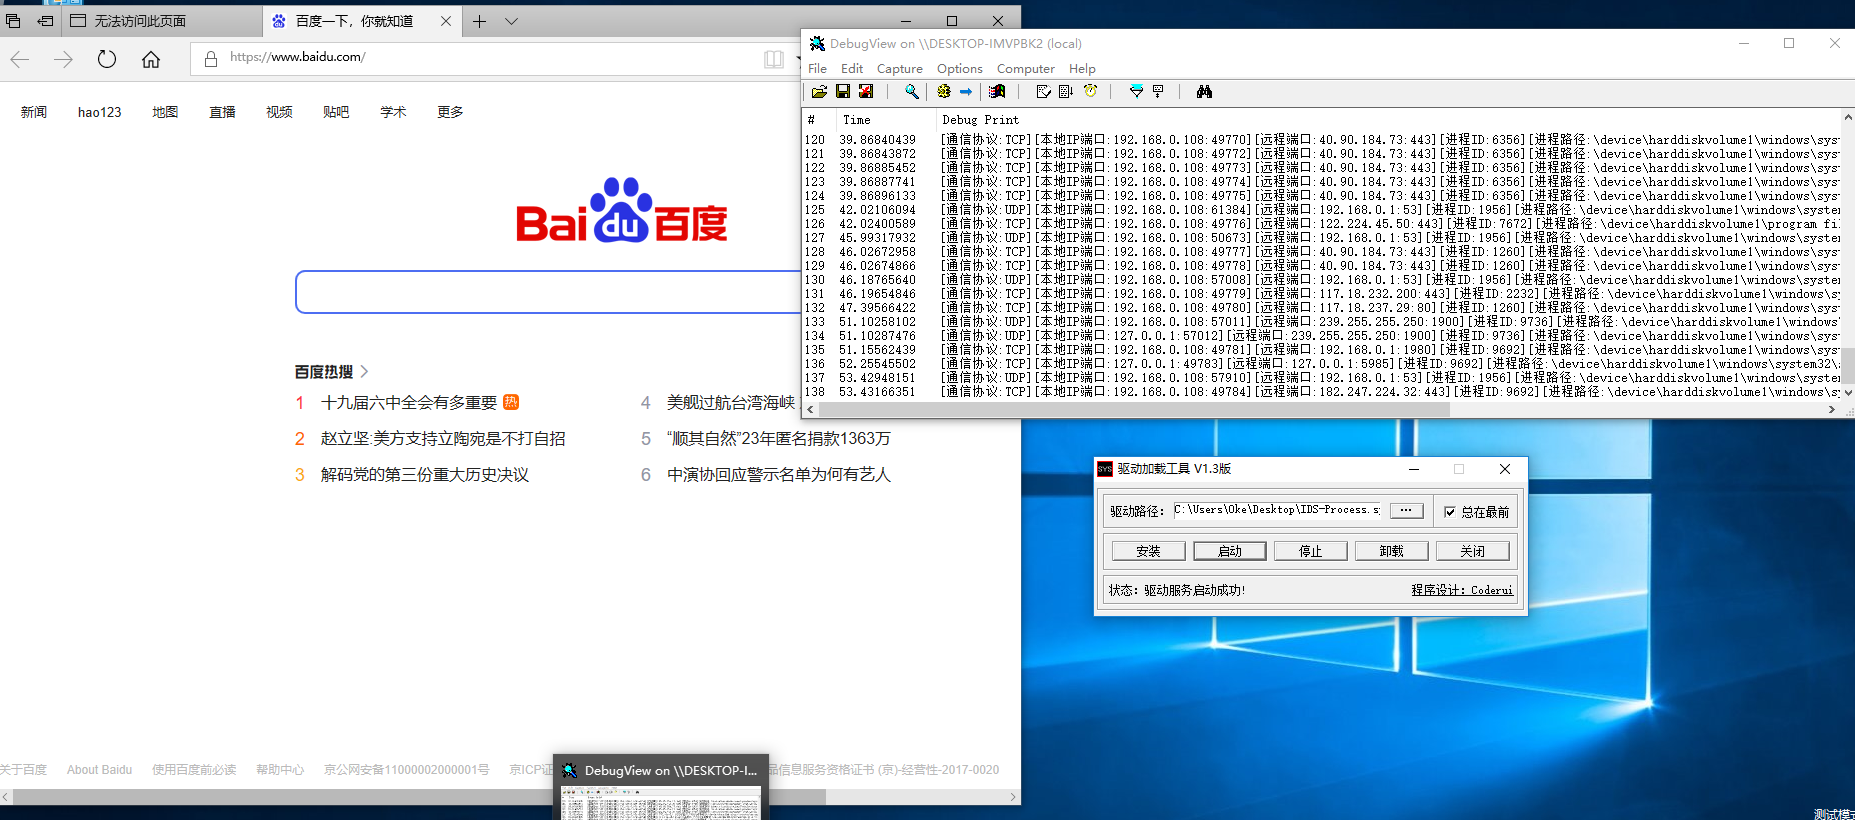 无法访问此页面
百度一下，你就知道
https://www.baidu.com/
新闻 hao123 地图 直播 视频 贴吧 学术 更多
Bai du 百度
百度热搜 >
1 十九届六中全会有多重要 热
2 赵立坚:美方支持立陶宛是不打自招
3 解码党的第三份重大历史决议
4 美舰过航台湾海峡
5 “顺其自然”23年匿名捐款1363万
6 中演协回应警示名单为何有艺人
关于百度 About Baidu 使用百度前必读 帮助中心 京公网安备11000002000001号 京ICP证 品信息服务资格证书 (京)-经营性-2017-0020
DebugView on \\DESKTOP-I...
DebugView on \\DESKTOP-IMVPBK2 (local)
File Edit Capture Options Computer Help
# Time Debug Print
120 39.86840439 [通信协议:TCP][本地IP端口:192.168.0.108:49770][远程端口:40.90.184.73:443][进程ID:6356][进程路径:\device\harddiskvolume1\windows\sys
121 39.86843872 [通信协议:TCP][本地IP端口:192.168.0.108:49772][远程端口:40.90.184.73:443][进程ID:6356][进程路径:\device\harddiskvolume1\windows\sys
122 39.86885452 [通信协议:TCP][本地IP端口:192.168.0.108:49773][远程端口:40.90.184.73:443][进程ID:6356][进程路径:\device\harddiskvolume1\windows\sys
123 39.86887741 [通信协议:TCP][本地IP端口:192.168.0.108:49774][远程端口:40.90.184.73:443][进程ID:6356][进程路径:\device\harddiskvolume1\windows\sys
124 39.86896133 [通信协议:TCP][本地IP端口:192.168.0.108:49775][远程端口:40.90.184.73:443][进程ID:6356][进程路径:\device\harddiskvolume1\windows\sys
125 42.02106094 [通信协议:UDP][本地IP端口:192.168.0.108:61384][远程端口:192.168.0.1:53][进程ID:1956][进程路径:\device\harddiskvolume1\windows\system
126 42.02400589 [通信协议:TCP][本地IP端口:192.168.0.108:49776][远程端口:122.224.45.50:443][进程ID:7672][进程路径:\device\harddiskvolume1\program fi
127 45.99317932 [通信协议:UDP][本地IP端口:192.168.0.108:50673][远程端口:192.168.0.1:53][进程ID:1956][进程路径:\device\harddiskvolume1\windows\system
128 46.02672958 [通信协议:TCP][本地IP端口:192.168.0.108:49777][远程端口:40.90.184.73:443][进程ID:1260][进程路径:\device\harddiskvolume1\windows\sys
129 46.02674866 [通信协议:TCP][本地IP端口:192.168.0.108:49778][远程端口:40.90.184.73:443][进程ID:1260][进程路径:\device\harddiskvolume1\windows\sys
130 46.18765640 [通信协议:UDP][本地IP端口:192.168.0.108:57008][远程端口:192.168.0.1:53][进程ID:1956][进程路径:\device\harddiskvolume1\windows\system
131 46.19654846 [通信协议:TCP][本地IP端口:192.168.0.108:49779][远程端口:117.18.232.200:443][进程ID:2232][进程路径:\device\harddiskvolume1\windows\s
132 47.39566422 [通信协议:TCP][本地IP端口:192.168.0.108:49780][远程端口:117.18.237.29:80][进程ID:1260][进程路径:\device\harddiskvolume1\windows\sys
133 51.10258102 [通信协议:UDP][本地IP端口:192.168.0.108:57011][远程端口:239.255.255.250:1900][进程ID:9736][进程路径:\device\harddiskvolume1\windows\
134 51.10287476 [通信协议:UDP][本地IP端口:127.0.0.1:57012][远程端口:239.255.255.250:1900][进程ID:9736][进程路径:\device\harddiskvolume1\windows\sys
135 51.15562439 [通信协议:TCP][本地IP端口:192.168.0.108:49781][远程端口:192.168.0.1:1980][进程ID:9692][进程路径:\device\harddiskvolume1\windows\syst
136 52.25545502 [通信协议:TCP][本地IP端口:127.0.0.1:49783][远程端口:127.0.0.1:5985][进程ID:9692][进程路径:\device\harddiskvolume1\windows\system32\
137 53.42948151 [通信协议:UDP][本地IP端口:192.168.0.108:57910][远程端口:192.168.0.1:53][进程ID:1956][进程路径:\device\harddiskvolume1\windows\system
138 53.43166351 [通信协议:TCP][本地IP端口:192.168.0.108:49784][远程端口:182.247.224.32:443][进程ID:9692][进程路径:\device\harddiskvolume1\windows\s
SYS 驱动加载工具 V1.3版
驱动路径: C:\Users\Oke\Desktop\IDS-Process.s ... 总在最前
安装 启动 停止 卸载 关闭
状态: 驱动服务启动成功! 程序设计: Coderui
测试模式